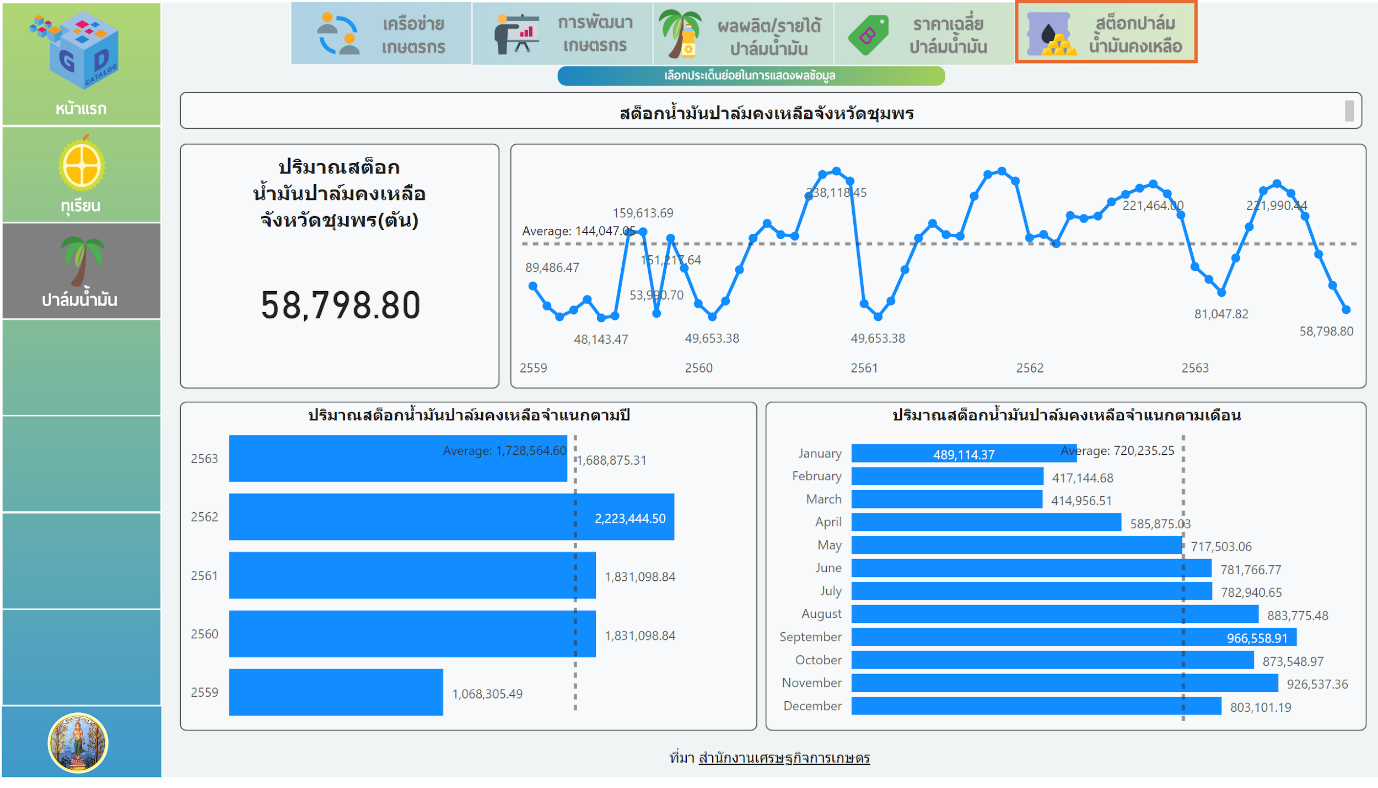 G D
CATALOG
หน้าแรก
ทุเรียน
ปาล์มน้ำมัน
เครือข่าย
เกษตรกร
การพัฒนา
เกษตรกร
ผลผลิต/รายได้
ปาล์มน้ำมัน
ราคาเฉลี่ย
ปาล์มน้ำมัน
สต็อกปาล์ม
น้ำมันคงเหลือ
เลือกประเด็นย่อยในการแสดงผลข้อมูล
สต็อกน้ำมันปาล์มคงเหลือจังหวัดชุมพร
ปริมาณสต็อก
น้ำมันปาล์มคงเหลือ
จังหวัดชุมพร(ตัน)
58,798.80
Average: 144,047.05
89,486.47
48,143.47
159,613.69
53,990.70
151,217.64
49,653.38
238,118.45
49,653.38
221,464.00
81,047.82
221,990.44
58,798.80
2559
2560
2561
2562
2563
ปริมาณสต็อกน้ำมันปาล์มคงเหลือจำแนกตามปี
Average: 1,728,564.60
2563 1,688,875.31
2562 2,223,444.50
2561 1,831,098.84
2560 1,831,098.84
2559 1,068,305.49
ปริมาณสต็อกน้ำมันปาล์มคงเหลือจำแนกตามเดือน
Average: 720,235.25
January 489,114.37
February 417,144.68
March 414,956.51
April 585,875.03
May 717,503.06
June 781,766.77
July 782,940.65
August 883,775.48
September 966,558.91
October 873,548.97
November 926,537.36
December 803,101.19
ที่มา สำนักงานเศรษฐกิจการเกษตร